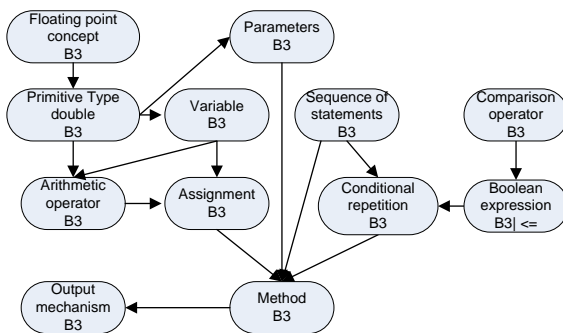 Floating point
concept
B3
Parameters
B3
Primitive Type
double
B3
Variable
B3
Sequence of
statements
B3
Comparison
operator
B3
Arithmetic
operator
B3
Assignment
B3
Conditional
repetition
B3
Boolean
expression
B3| <=
Output
mechanism
B3
Method
B3